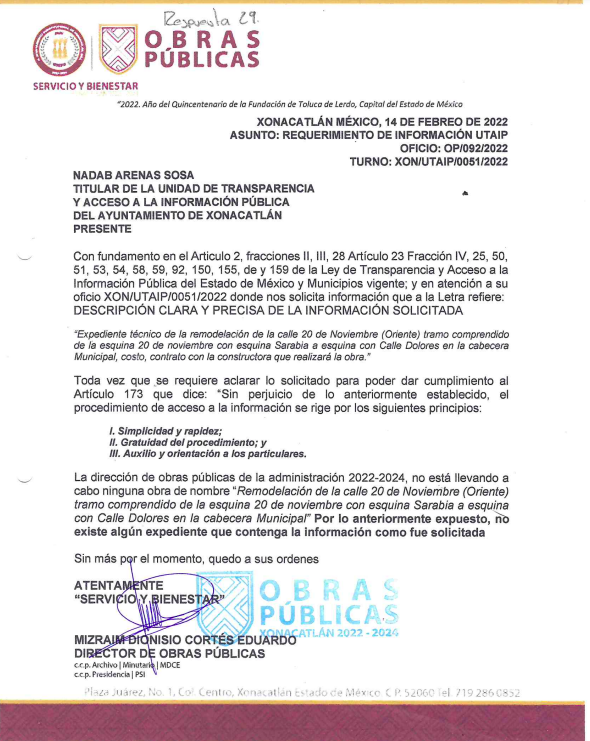 Respuesta 29.
OBRAS
PÚBLICAS
SERVICIO Y BIENESTAR
"2022. Año del Quincentenario de la Fundación de Toluca de Lerdo, Capital del Estado de México
XONACATLÁN MÉXICO, 14 DE FEBREO DE 2022
ASUNTO: REQUERIMIENTO DE INFORMACIÓN UTAIP
OFICIO: OP/092/2022
TURNO: XON/UTAIP/0051/2022
NADAB ARENAS SOSA
TITULAR DE LA UNIDAD DE TRANSPARENCIA
Y ACCESO A LA INFORMACIÓN PÚBLICA
DEL AYUNTAMIENTO DE XONACATLÁN
PRESENTE
Con fundamento en el Articulo 2, fracciones II, III, 28 Artículo 23 Fracción IV, 25, 50,
51, 53, 54, 58, 59, 92, 150, 155, de y 159 de la Ley de Transparencia y Acceso a la
Información Pública del Estado de México y Municipios vigente; y en atención a su
oficio XON/UTAIP/0051/2022 donde nos solicita información que a la Letra refiere:
DESCRIPCIÓN CLARA Y PRECISA DE LA INFORMACIÓN SOLICITADA
"Expediente técnico de la remodelación de la calle 20 de Noviembre (Oriente) tramo comprendido
de la esquina 20 de noviembre con esquina Sarabia a esquina con Calle Dolores en la cabecera
Municipal, costo, contrato con la constructora que realizará la obra."
Toda vez que se requiere aclarar lo solicitado para poder dar cumplimiento al
Artículo 173 que dice: "Sin perjuicio de lo anteriormente establecido, el
procedimiento de acceso a la información se rige por los siguientes principios:
I. Simplicidad y rapidez;
II. Gratuidad del procedimiento; y
III. Auxilio y orientación a los particulares.
La dirección de obras públicas de la administración 2022-2024, no está llevando a
cabo ninguna obra de nombre "Remodelación de la calle 20 de Noviembre (Oriente)
tramo comprendido de la esquina 20 de noviembre con esquina Sarabia a esquina
con Calle Dolores en la cabecera Municipal" Por lo anteriormente expuesto, no
existe algún expediente que contenga la información como fue solicitada
Sin más por el momento, quedo a sus ordenes
ATENTAMENTE
"SERVICIO Y BIENESTAR"
OBRAS
PÚBLICAS
XONACATLÁN 2022 - 2024
MIZRAIM DIONISIO CORTÉS EDUARDO
DIRECTOR DE OBRAS PÚBLICAS
c.c.p. Archivo | Minutario | MDCE
c.c.p. Presidencia | PSI
Plaza Juárez, No. 1, Col. Centro, Xonacatlán Estado de México. C.P. 52060 Tel. 719 286 0852